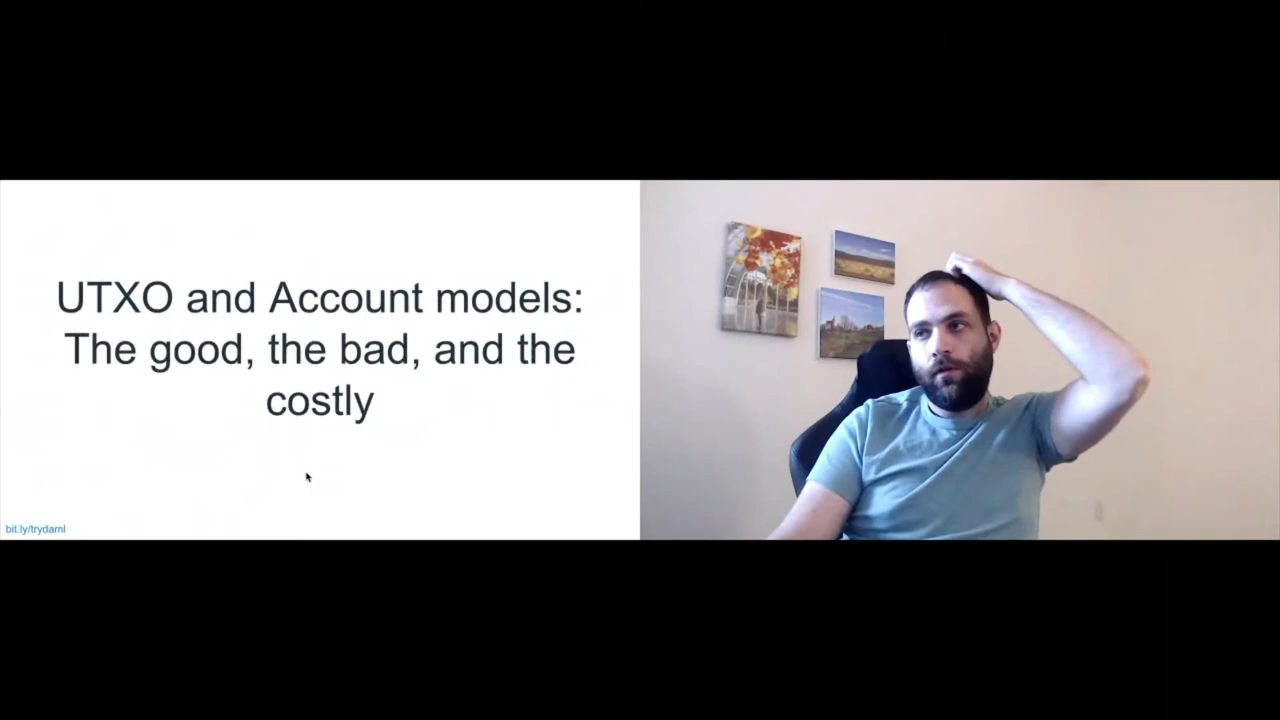 UTXO and Account models:
The good, the bad, and the
costly
bit.ly/trydaml